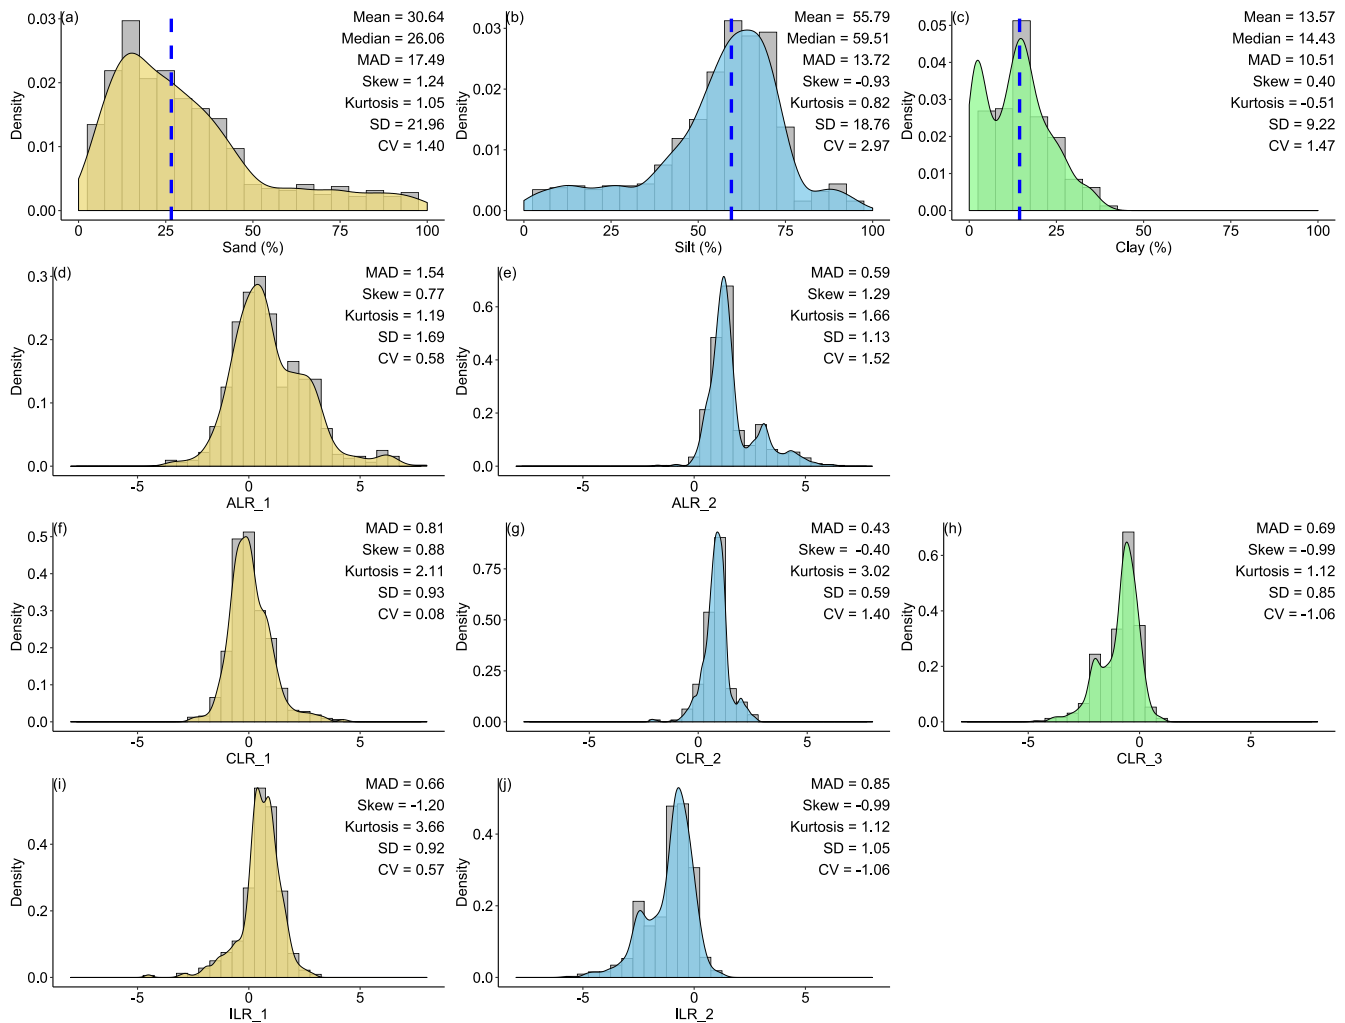 (a)
Mean = 30.64
Median = 26.06
MAD = 17.49
Skew = 1.24
Kurtosis = 1.05
SD = 21.96
CV = 1.40
0.03
0.02
0.01
0.00
Density
0 25 50 75 100
Sand (%)
(b)
Mean = 55.79
Median = 59.51
MAD = 13.72
Skew = -0.93
Kurtosis = 0.82
SD = 18.76
CV = 2.97
0.03
0.02
0.01
0.00
Density
0 25 50 75 100
Silt (%)
(c)
Mean = 13.57
Median = 14.43
MAD = 10.51
Skew = 0.40
Kurtosis = -0.51
SD = 9.22
CV = 1.47
0.05
0.04
0.03
0.02
0.01
0.00
Density
0 25 50 75 100
Clay (%)
(d)
MAD = 1.54
Skew = 0.77
Kurtosis = 1.19
SD = 1.69
CV = 0.58
0.3
0.2
0.1
0.0
Density
-5 0 5
ALR_1
(e)
MAD = 0.59
Skew = 1.29
Kurtosis = 1.66
SD = 1.13
CV = 1.52
0.6
0.4
0.2
0.0
Density
-5 0 5
ALR_2
(f)
MAD = 0.81
Skew = 0.88
Kurtosis = 2.11
SD = 0.93
CV = 0.08
0.5
0.4
0.3
0.2
0.1
0.0
Density
-5 0 5
CLR_1
(g)
MAD = 0.43
Skew = -0.40
Kurtosis = 3.02
SD = 0.59
CV = 1.40
0.75
0.50
0.25
0.00
Density
-5 0 5
CLR_2
(h)
MAD = 0.69
Skew = -0.99
Kurtosis = 1.12
SD = 0.85
CV = -1.06
0.6
0.4
0.2
0.0
Density
-5 0 5
CLR_3
(i)
MAD = 0.66
Skew = -1.20
Kurtosis = 3.66
SD = 0.92
CV = 0.57
0.4
0.2
0.0
Density
-5 0 5
ILR_1
(j)
MAD = 0.85
Skew = -0.99
Kurtosis = 1.12
SD = 1.05
CV = -1.06
0.4
0.2
0.0
Density
-5 0 5
ILR_2